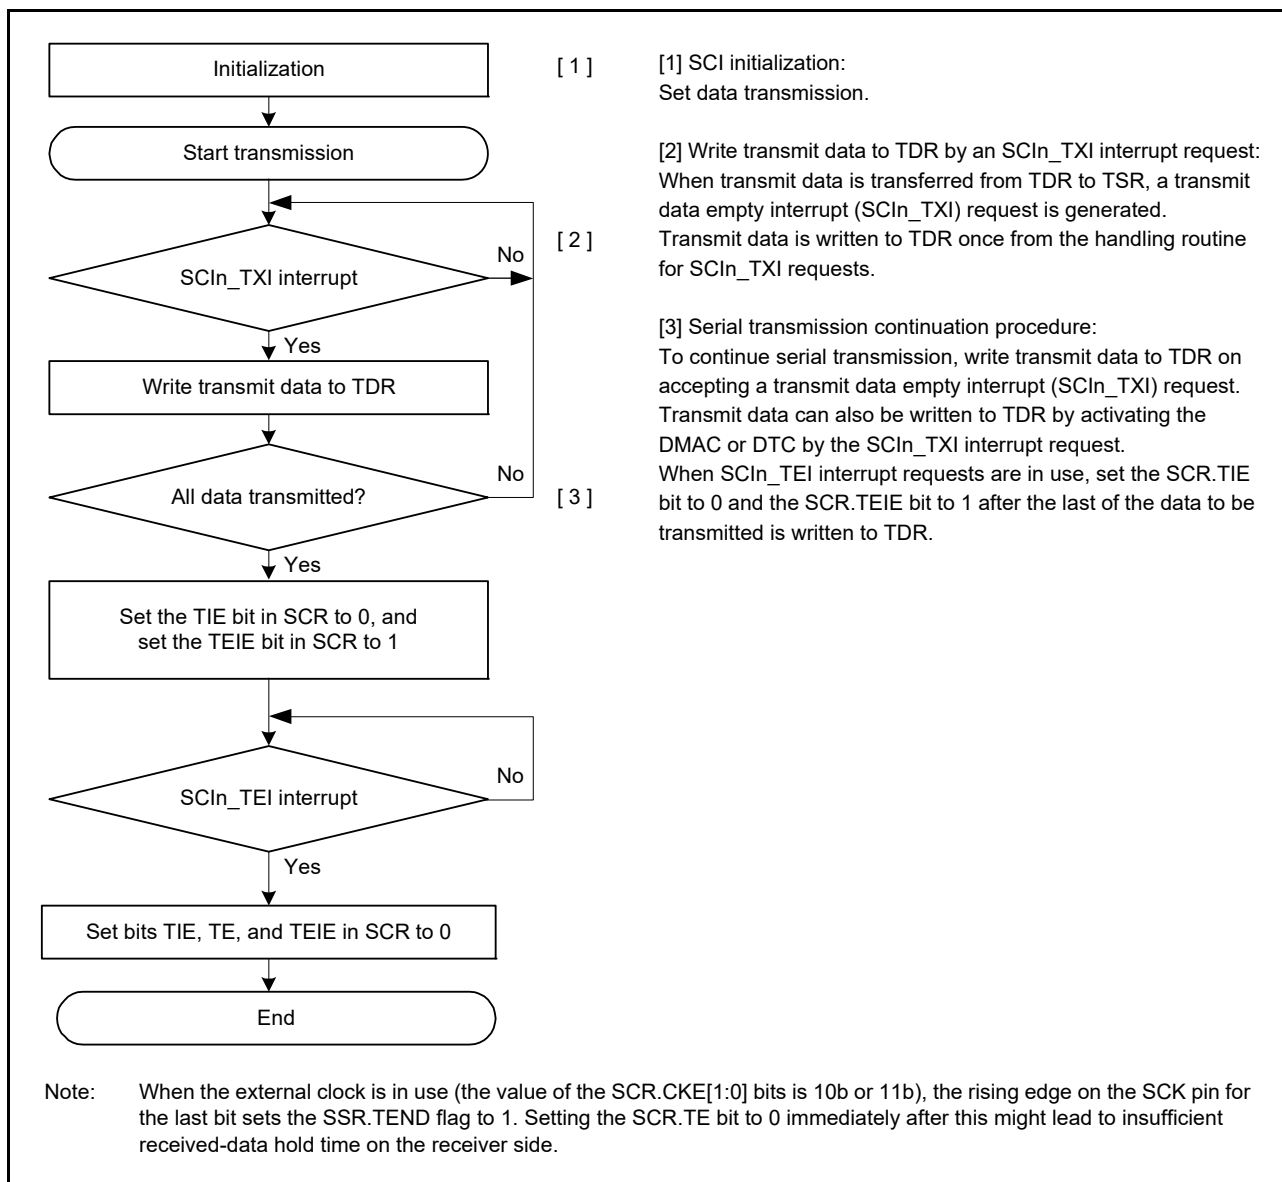 Initialization
[ 1 ]
Start transmission
SCIn_TXI interrupt
No
[ 2 ]
Yes
Write transmit data to TDR
All data transmitted?
No
[ 3 ]
Yes
Set the TIE bit in SCR to 0, and
set the TEIE bit in SCR to 1
SCIn_TEI interrupt
No
Yes
Set bits TIE, TE, and TEIE in SCR to 0
End
[1] SCI initialization:
Set data transmission.
[2] Write transmit data to TDR by an SCIn_TXI interrupt request:
When transmit data is transferred from TDR to TSR, a transmit
data empty interrupt (SCIn_TXI) request is generated.
Transmit data is written to TDR once from the handling routine
for SCIn_TXI requests.
[3] Serial transmission continuation procedure:
To continue serial transmission, write transmit data to TDR on
accepting a transmit data empty interrupt (SCIn_TXI) request.
Transmit data can also be written to TDR by activating the
DMAC or DTC by the SCIn_TXI interrupt request.
When SCIn_TEI interrupt requests are in use, set the SCR.TIE
bit to 0 and the SCR.TEIE bit to 1 after the last of the data to be
transmitted is written to TDR.
Note: When the external clock is in use (the value of the SCR.CKE[1:0] bits is 10b or 11b), the rising edge on the SCK pin for
the last bit sets the SSR.TEND flag to 1. Setting the SCR.TE bit to 0 immediately after this might lead to insufficient
received-data hold time on the receiver side.